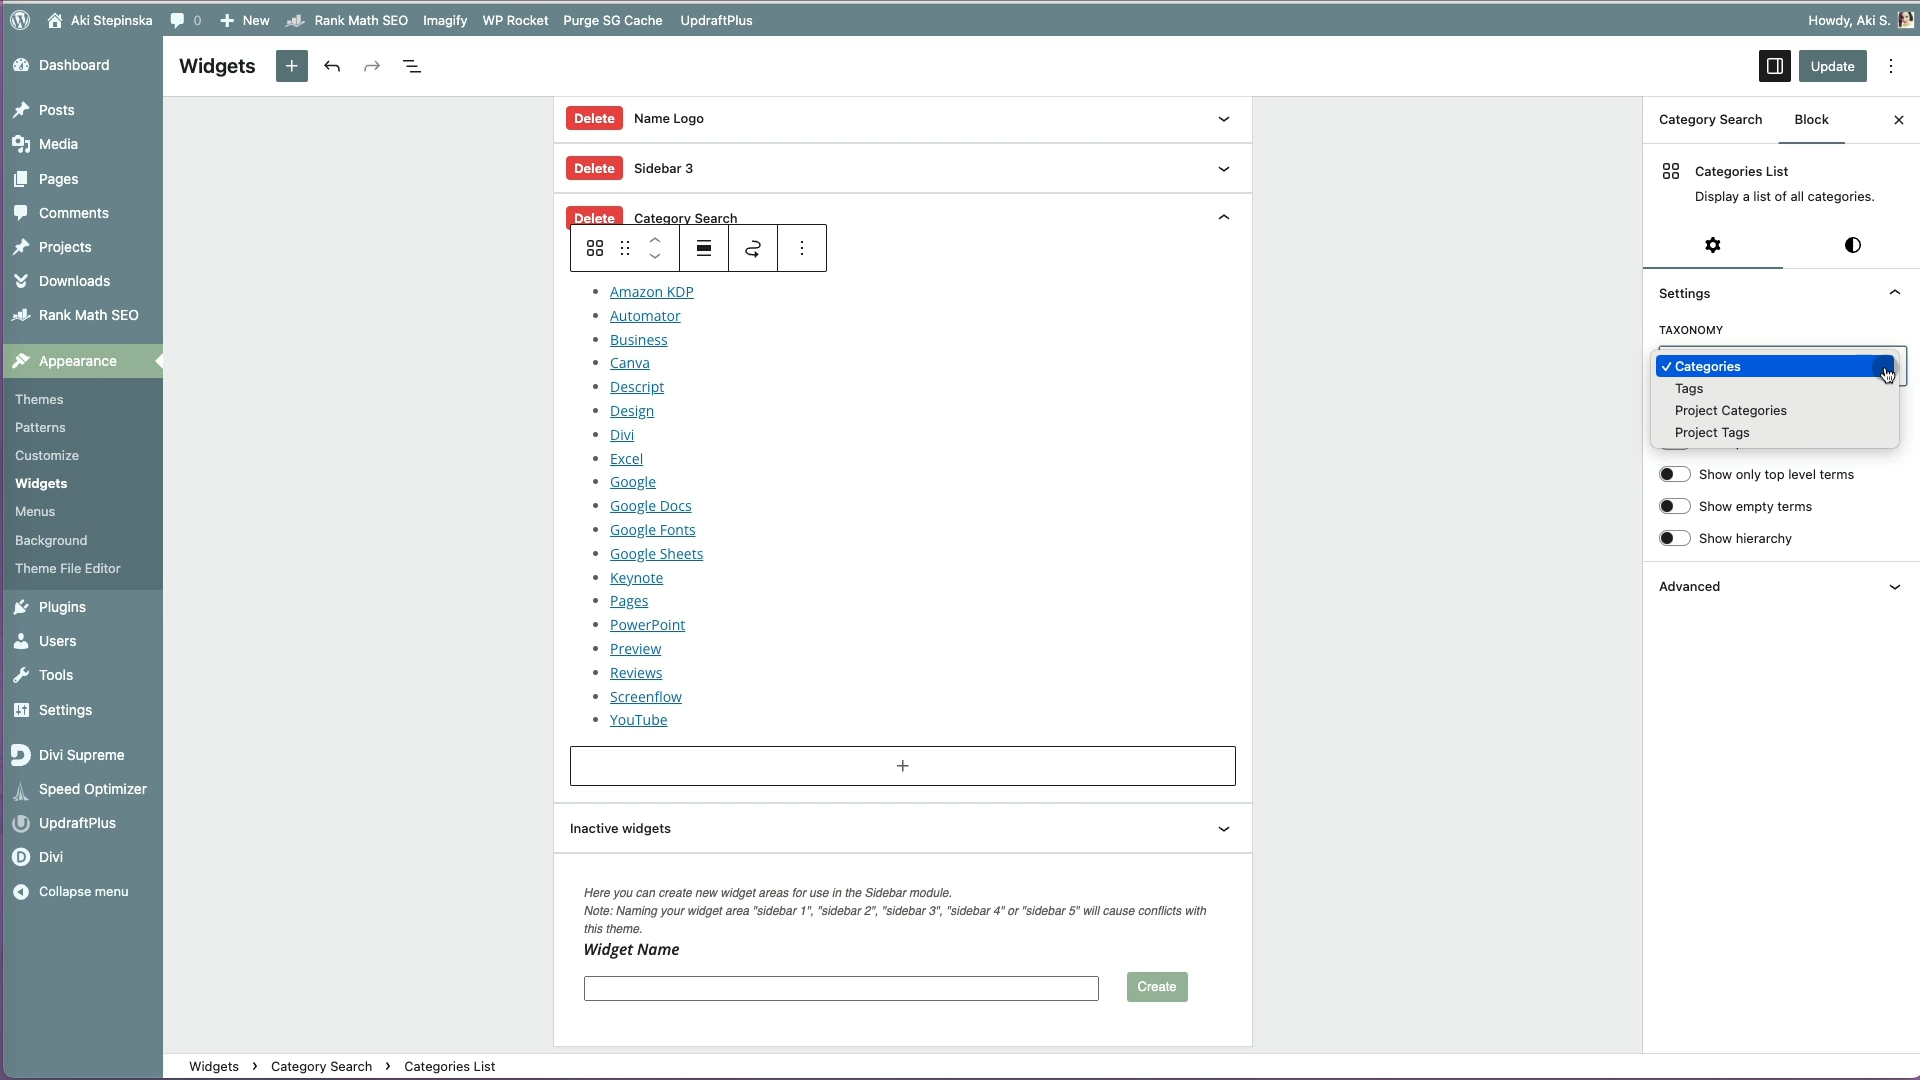 Aki Stepinska 0 New Rank Math SEO Imagify WP Rocket Purge SG Cache UpdraftPlus Howdy, Aki S.
Dashboard
Posts
Media
Pages
Comments
Projects
Downloads
Rank Math SEO
Appearance
Themes
Patterns
Customize
Widgets
Menus
Background
Theme File Editor
Plugins
Users
Tools
Settings
Divi Supreme
Speed Optimizer
UpdraftPlus
Divi
Collapse menu
Widgets
Update
Delete Name Logo
Delete Sidebar 3
Delete Category Search
Amazon KDP
Automator
Business
Canva
Descript
Design
Divi
Excel
Google
Google Docs
Google Fonts
Google Sheets
Keynote
Pages
PowerPoint
Preview
Reviews
Screenflow
YouTube
Inactive widgets
Here you can create new widget areas for use in the Sidebar module.
Note: Naming your widget area "sidebar 1", "sidebar 2", "sidebar 3", "sidebar 4" or "sidebar 5" will cause conflicts with
this theme.
Widget Name
Create
Category Search Block
Categories List
Display a list of all categories.
Settings
TAXONOMY
✓ Categories
Tags
Project Categories
Project Tags
Show only top level terms
Show empty terms
Show hierarchy
Advanced
Widgets › Category Search › Categories List